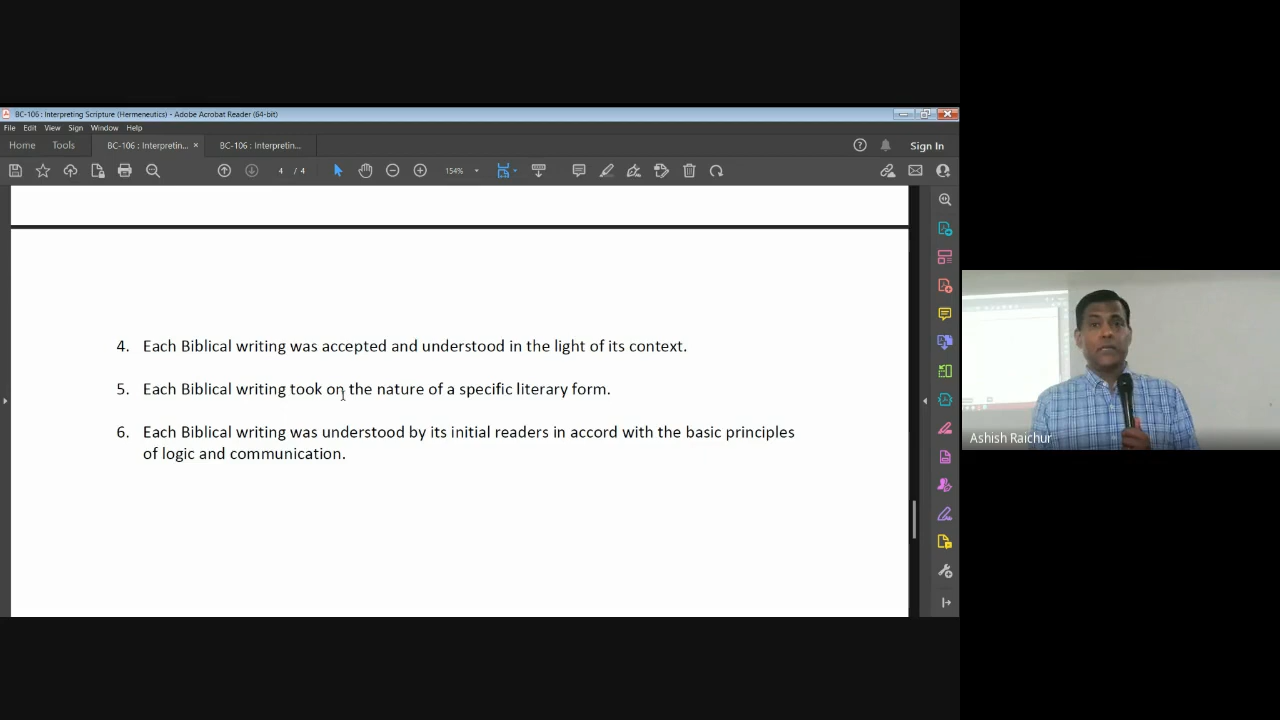 BC-106 : Interpreting Scripture (Hermeneutics) - Adobe Acrobat Reader (64-bit)
File Edit View Sign Window Help
Home Tools BC-106 : Interpretin... × BC-106 : Interpretin... Sign In
4 / 4 154%
4. Each Biblical writing was accepted and understood in the light of its context.
5. Each Biblical writing took on the nature of a specific literary form.
6. Each Biblical writing was understood by its initial readers in accord with the basic principles
of logic and communication.
Ashish Raichur